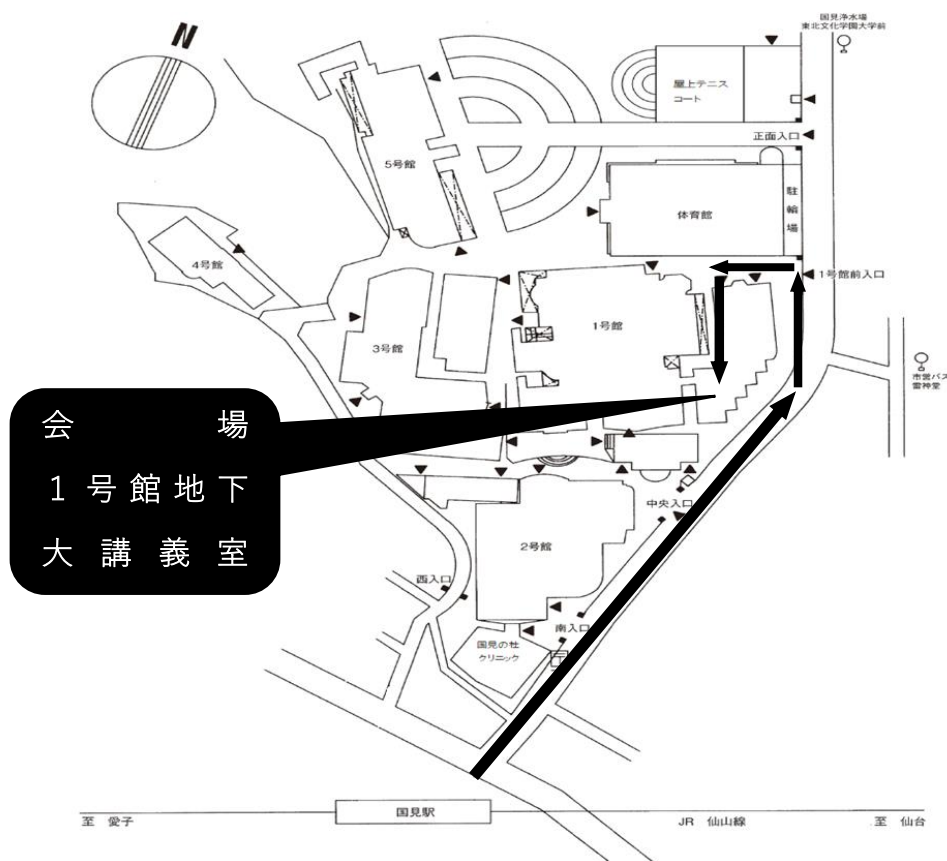 国見浄水場
東北文化学園大学前
N
屋上テニス
コート
正面入口
5号館
駐輪場
体育館
4号館
1号館前入口
1号館
3号館
市営バス
雷神堂
会場
1号館地下
大講義室
中央入口
2号館
西入口
南入口
国見の杜
クリニック
国見駅
至 愛子
JR 仙山線
至 仙台